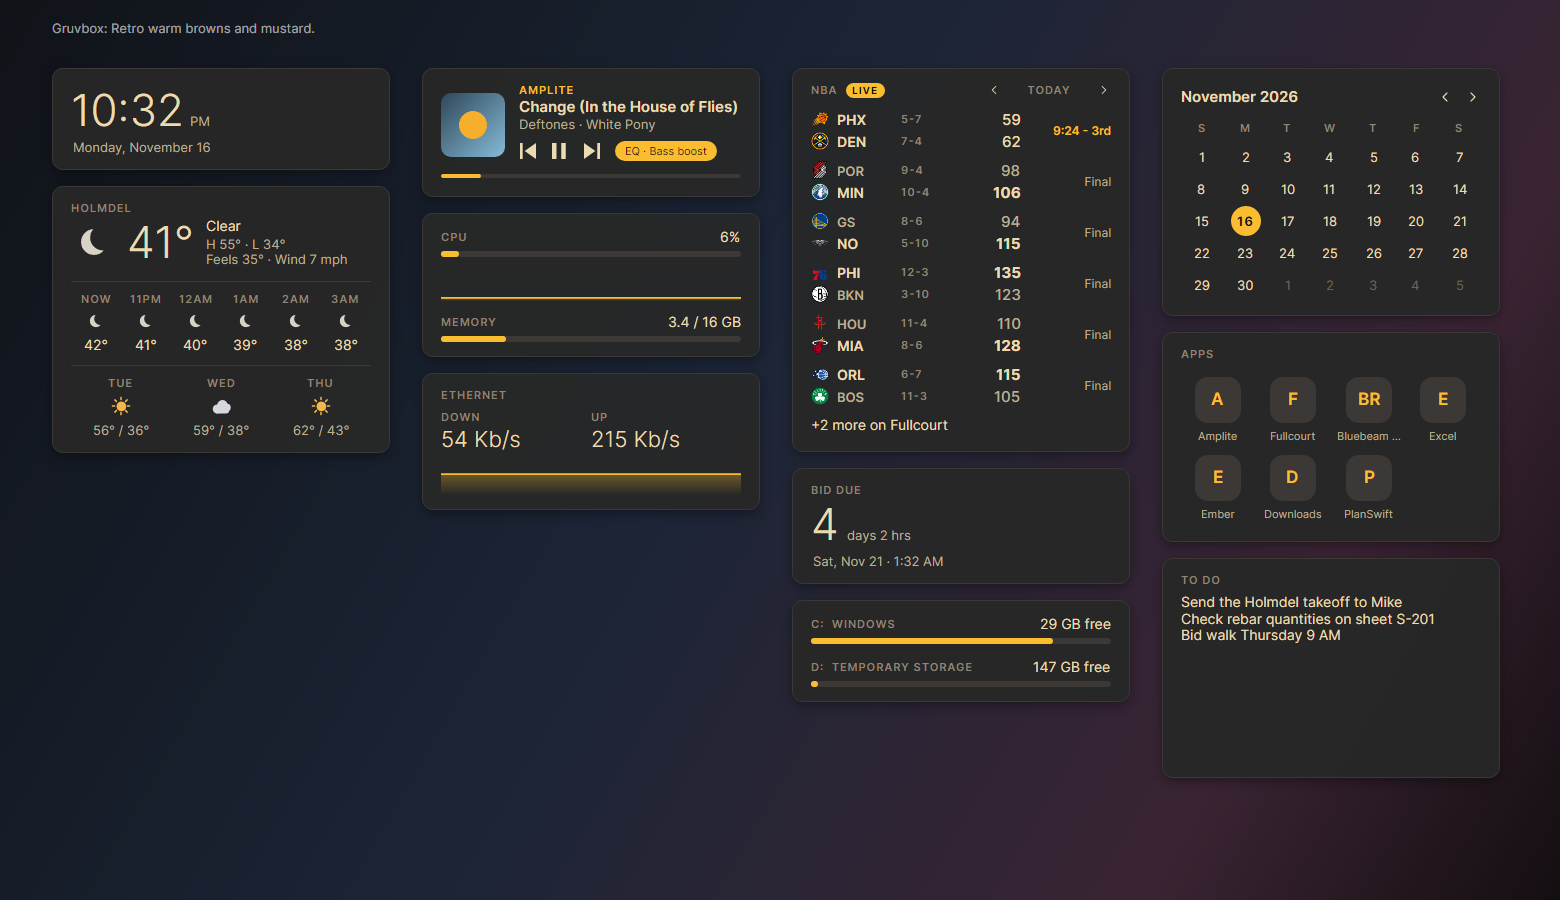 Gruvbox: Retro warm browns and mustard.
10:32 PM
Monday, November 16
HOLMDEL
41°
Clear
H 55° · L 34°
Feels 35° · Wind 7 mph
NOW 11PM 12AM 1AM 2AM 3AM
42° 41° 40° 39° 38° 38°
TUE WED THU
56° / 36° 59° / 38° 62° / 43°
AMPLITE
Change (In the House of Flies)
Deftones · White Pony
EQ · Bass boost
CPU 6%
MEMORY 3.4 / 16 GB
ETHERNET
DOWN UP
54 Kb/s 215 Kb/s
NBA LIVE TODAY
PHX 5-7 59
DEN 7-4 62
9:24 - 3rd
POR 9-4 98
MIN 10-4 106
Final
GS 8-6 94
NO 5-10 115
Final
PHI 12-3 135
BKN 3-10 123
Final
HOU 11-4 110
MIA 8-6 128
Final
ORL 6-7 115
BOS 11-3 105
Final
+2 more on Fullcourt
BID DUE
4 days 2 hrs
Sat, Nov 21 · 1:32 AM
C: WINDOWS 29 GB free
D: TEMPORARY STORAGE 147 GB free
November 2026
S M T W T F S
1 2 3 4 5 6 7
8 9 10 11 12 13 14
15 16 17 18 19 20 21
22 23 24 25 26 27 28
29 30 1 2 3 4 5
APPS
A F BR E
Amplite Fullcourt Bluebeam ... Excel
E D P
Ember Downloads PlanSwift
TO DO
Send the Holmdel takeoff to Mike
Check rebar quantities on sheet S-201
Bid walk Thursday 9 AM